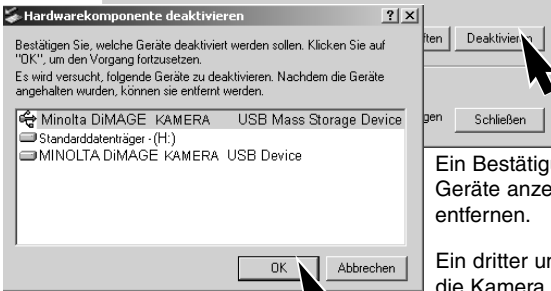 Hardwarekomponente deaktivieren
Bestätigen Sie, welche Geräte deaktiviert werden sollen. Klicken Sie auf
"OK", um den Vorgang fortzusetzen.
Es wird versucht, folgende Geräte zu deaktivieren. Nachdem die Geräte
angehalten wurden, können sie entfernt werden.
Minolta DiMAGE KAMERA USB Mass Storage Device
Standarddatenträger - (H:)
MINOLTA DiMAGE KAMERA USB Device
OK Abbrechen
Schließen
Ein
Geräte
entfernen.
Ein dritter
die Kamera